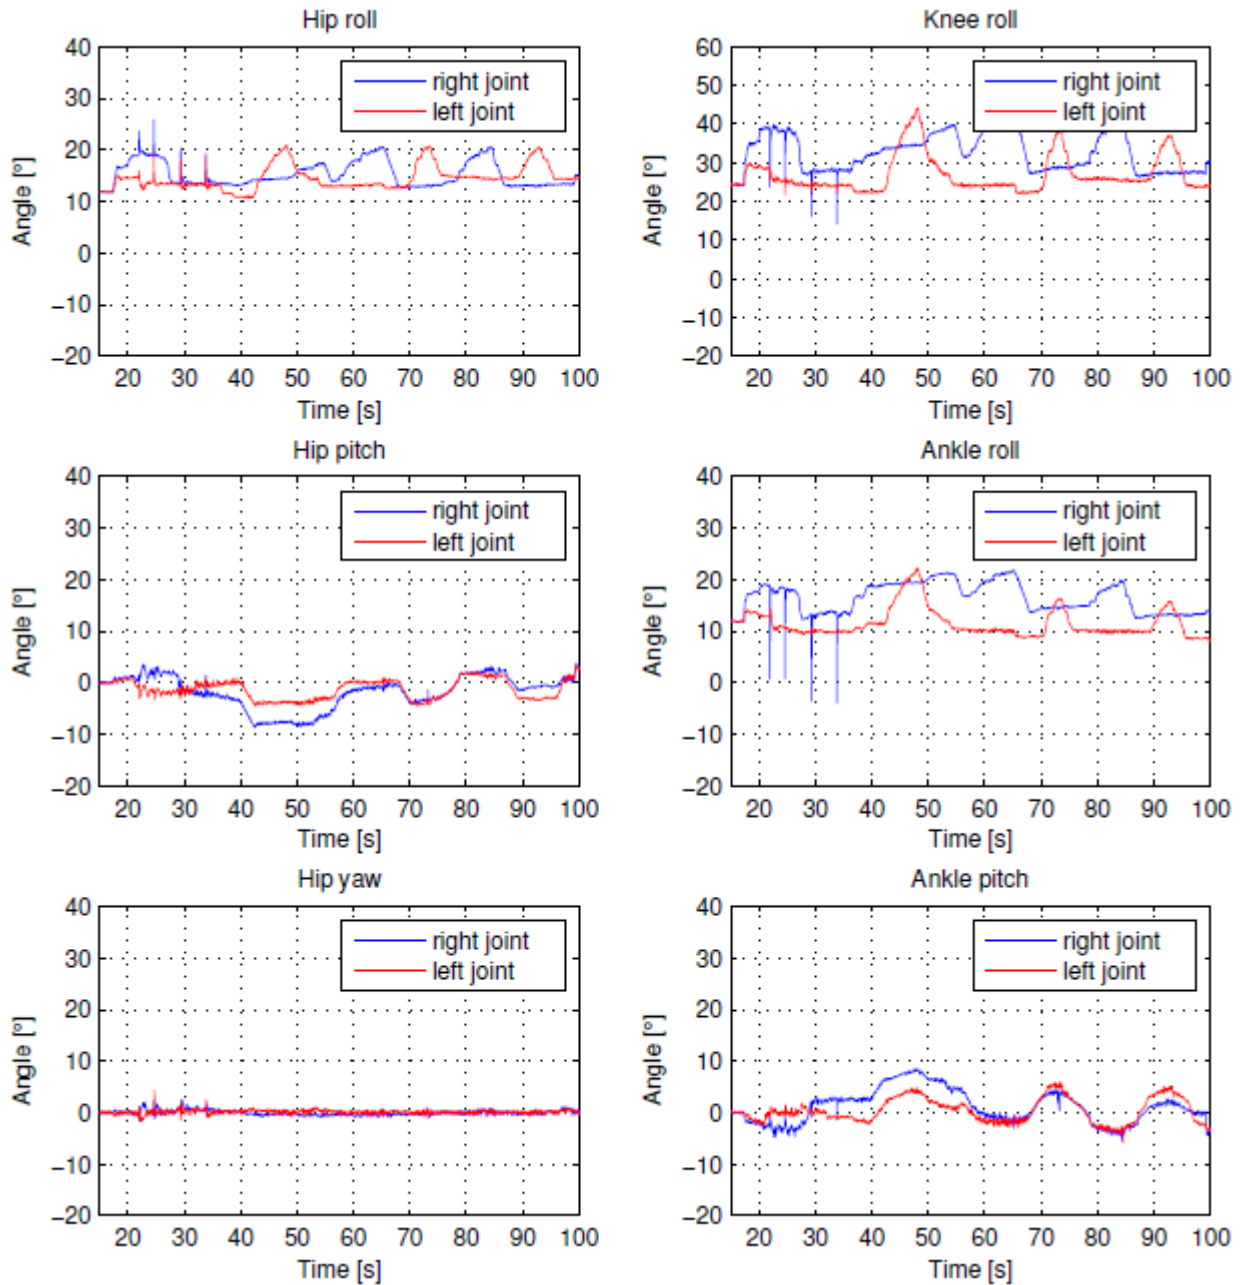 Hip roll
40
30
20
10
0
−10
−20
Angle [°]
right joint
left joint
20 30 40 50 60 70 80 90 100
Time [s]
Knee roll
60
50
40
30
20
10
0
−10
−20
Angle [°]
right joint
left joint
20 30 40 50 60 70 80 90 100
Time [s]
Hip pitch
40
30
20
10
0
−10
−20
Angle [°]
right joint
left joint
20 30 40 50 60 70 80 90 100
Time [s]
Ankle roll
40
30
20
10
0
−10
−20
Angle [°]
right joint
left joint
20 30 40 50 60 70 80 90 100
Time [s]
Hip yaw
40
30
20
10
0
−10
−20
Angle [°]
right joint
left joint
20 30 40 50 60 70 80 90 100
Time [s]
Ankle pitch
40
30
20
10
0
−10
−20
Angle [°]
right joint
left joint
20 30 40 50 60 70 80 90 100
Time [s]